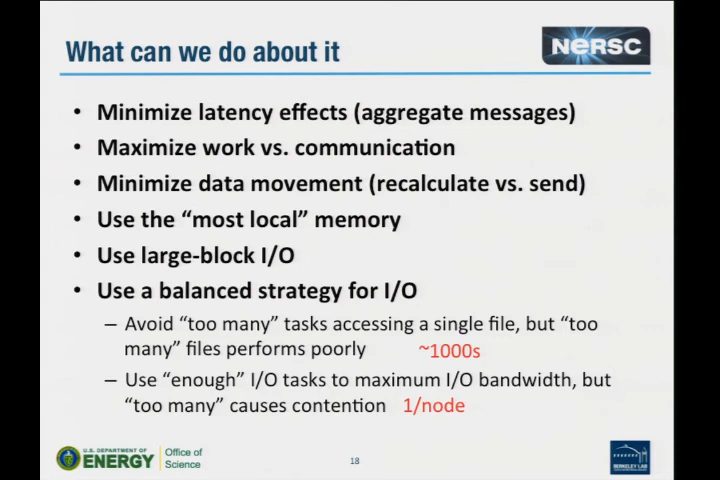 What can we do about it
NERSC
• Minimize latency effects (aggregate messages)
• Maximize work vs. communication
• Minimize data movement (recalculate vs. send)
• Use the “most local” memory
• Use large-block I/O
• Use a balanced strategy for I/O
– Avoid “too many” tasks accessing a single file, but “too
many” files performs poorly ~1000s
– Use “enough” I/O tasks to maximum I/O bandwidth, but
“too many” causes contention 1/node
U.S. DEPARTMENT OF
ENERGY
Office of
Science
18
BERKELEY LAB